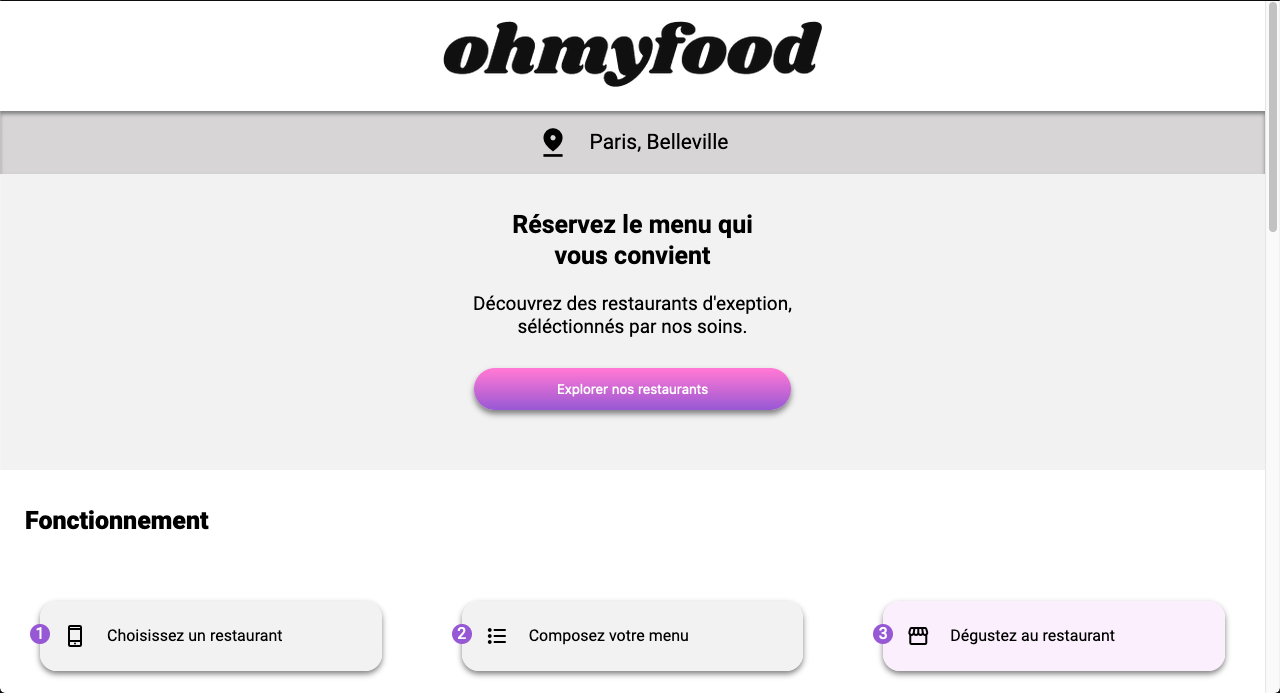 ohmyfood
Paris, Belleville
Réservez le menu qui
vous convient
Découvrez des restaurants d'exeption,
séléctionnés par nos soins.
Explorer nos restaurants
Fonctionnement
1 Choisissez un restaurant
2 Composez votre menu
3 Dégustez au restaurant